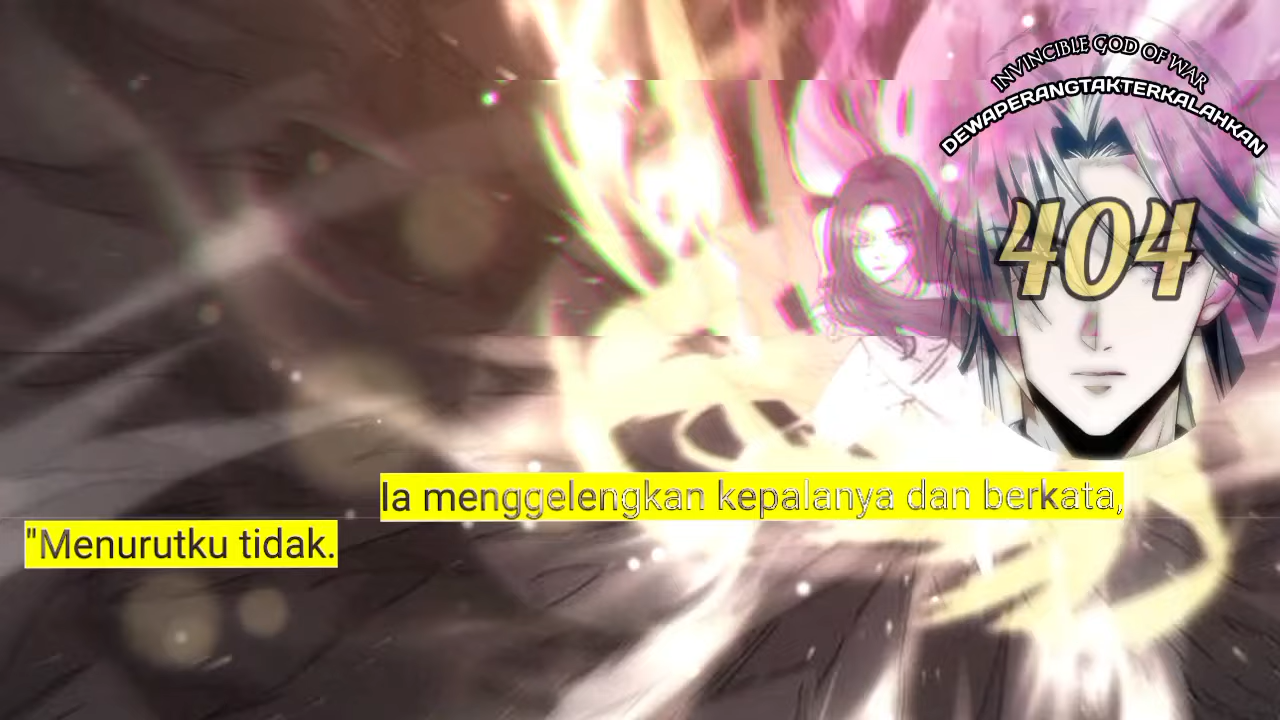 INVINCIBLE GOD OF WAR
DEWAPERANGTAKTERKALAHKAN
404
Ia menggelengkan kepalanya dan berkata,
"Menurutku tidak.